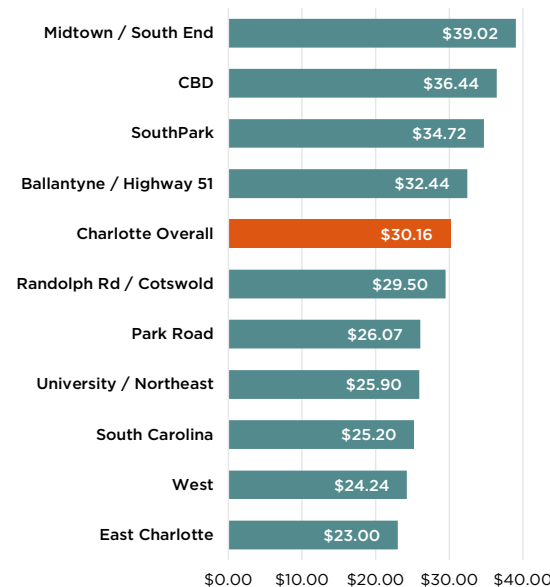 Midtown / South End $39.02
CBD $36.44
SouthPark $34.72
Ballantyne / Highway 51 $32.44
Charlotte Overall $30.16
Randolph Rd / Cotswold $29.50
Park Road $26.07
University / Northeast $25.90
South Carolina $25.20
West $24.24
East Charlotte $23.00
$0.00 $10.00 $20.00 $30.00 $40.00